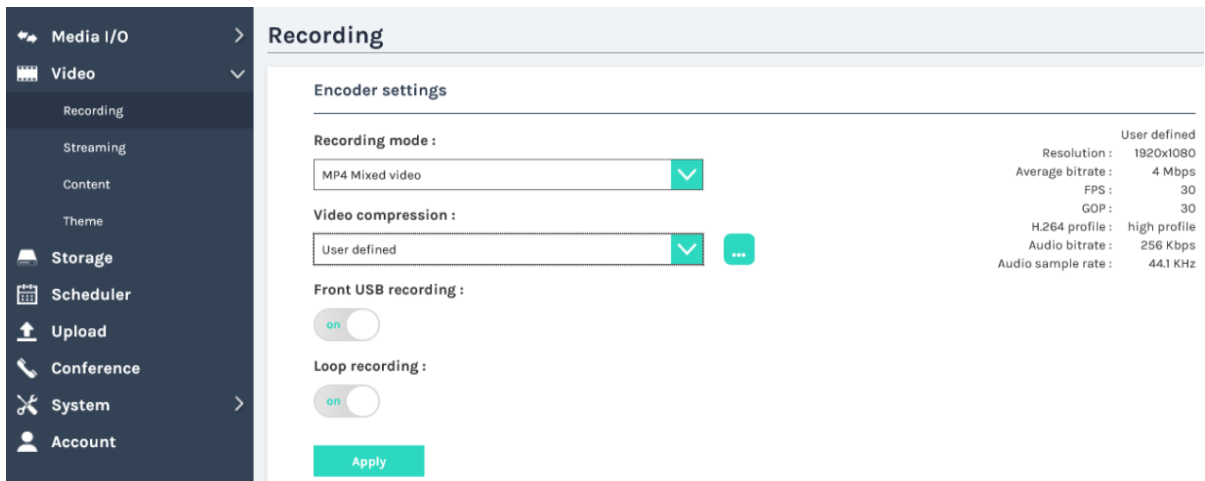 Media I/O
Video
Recording
Streaming
Content
Theme
Storage
Scheduler
Upload
Conference
System
Account
Recording
Encoder settings
Recording mode :
MP4 Mixed video
Video compression :
User defined
...
Front USB recording :
on
Loop recording :
on
Apply
User defined
Resolution : 1920x1080
Average bitrate : 4 Mbps
FPS : 30
GOP : 30
H.264 profile : high profile
Audio bitrate : 256 Kbps
Audio sample rate : 44.1 KHz